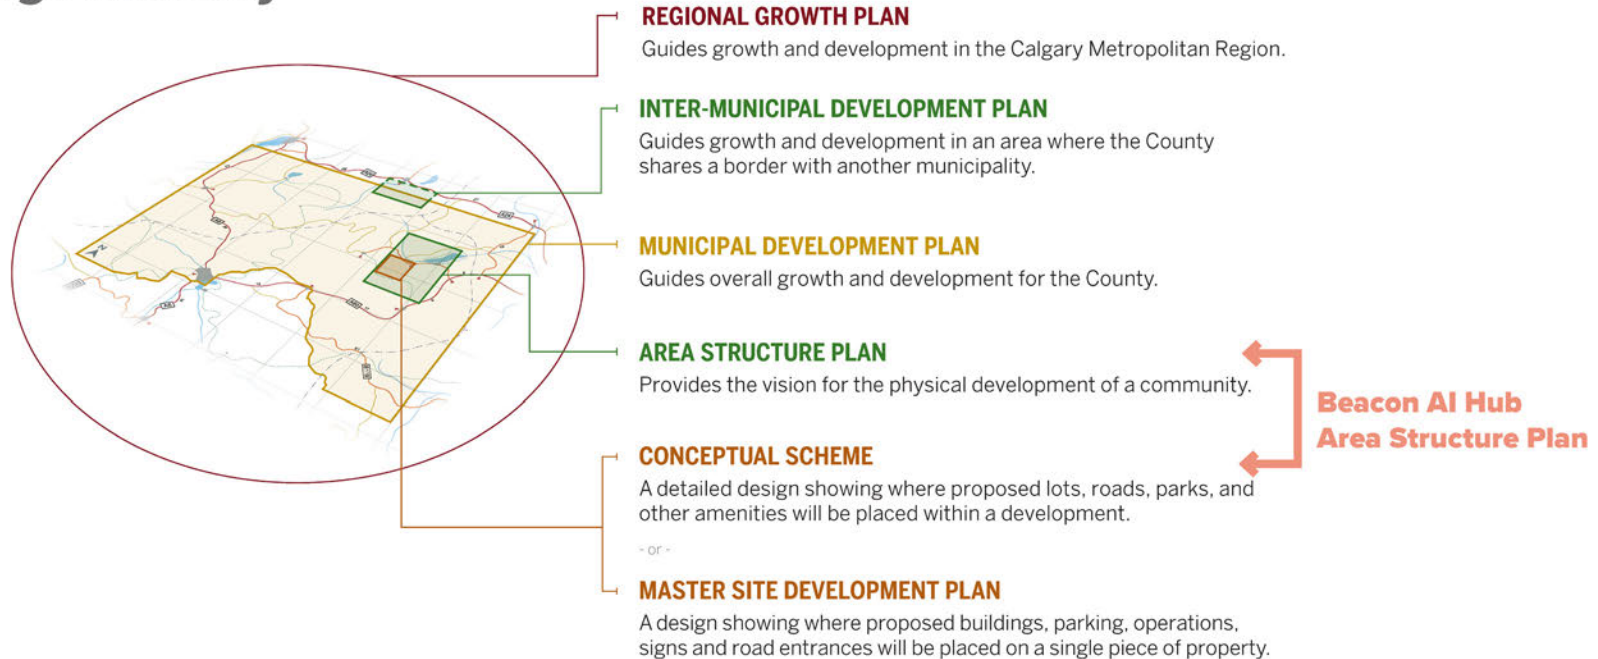 REGIONAL GROWTH PLAN
Guides growth and development in the Calgary Metropolitan Region.
INTER-MUNICIPAL DEVELOPMENT PLAN
Guides growth and development in an area where the County
shares a border with another municipality.
MUNICIPAL DEVELOPMENT PLAN
Guides overall growth and development for the County.
AREA STRUCTURE PLAN
Provides the vision for the physical development of a community.
Beacon AI Hub
Area Structure Plan
CONCEPTUAL SCHEME
A detailed design showing where proposed lots, roads, parks, and
other amenities will be placed within a development.
- or -
MASTER SITE DEVELOPMENT PLAN
A design showing where proposed buildings, parking, operations,
signs and road entrances will be placed on a single piece of property.